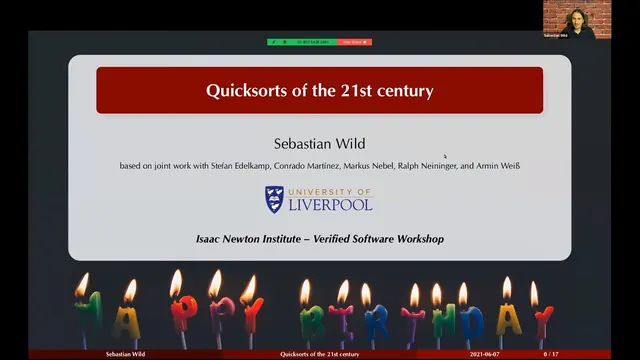 Sebastian Wild
Quicksorts of the 21st century
Sebastian Wild
based on joint work with Stefan Edelkamp, Conrado Martínez, Markus Nebel, Ralph Neininger, and Armin Weiß
UNIVERSITY OF
LIVERPOOL
Isaac Newton Institute – Verified Software Workshop
HAPPY BIRTHDAY
Sebastian Wild
Quicksorts of the 21st century
2021-06-07
0 / 17